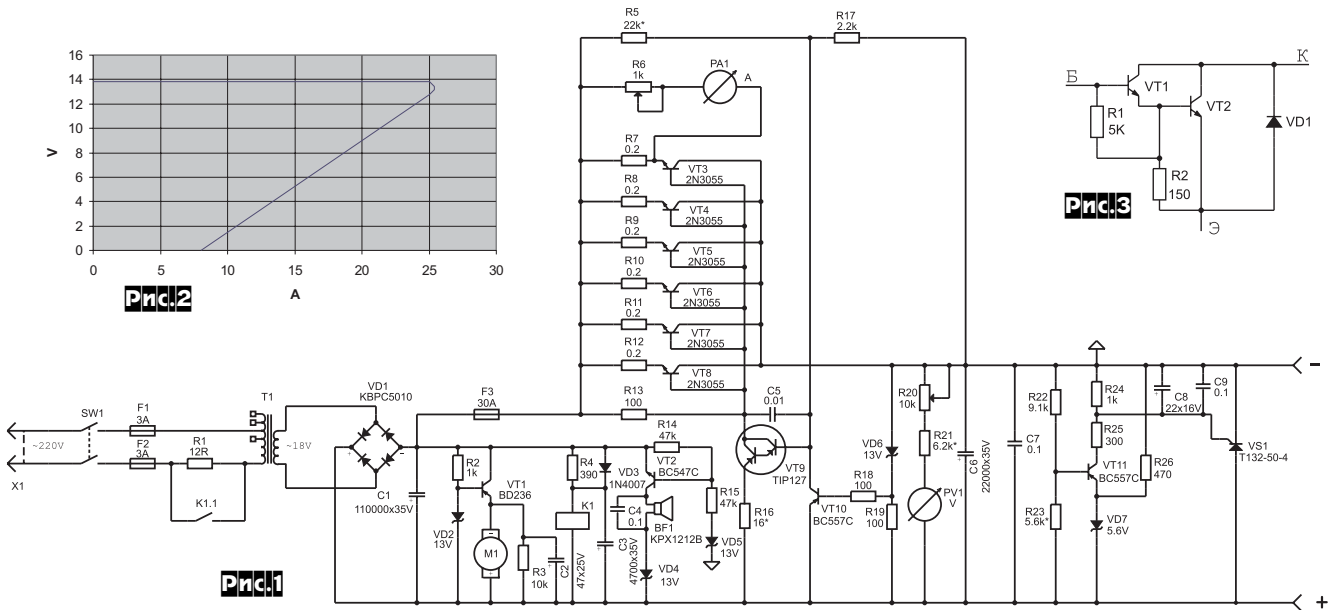 16
14
12
10
8
6
4
2
0
V
0 5 10 15 20 25 30
A
Рис.2
R5
22k*
R17
2.2k
R6
1k
PA1
A
R7
0.2
VT3
2N3055
R8
0.2
VT4
2N3055
R9
0.2
VT5
2N3055
R10
0.2
VT6
2N3055
R11
0.2
VT7
2N3055
R12
0.2
VT8
2N3055
Б
К
VT1
VT2
R1
5K
VD1
R2
150
Э
Рис.3
X1
~220V
SW1
F1
3A
F2
3A
R1
12R
K1.1
T1
~18V
VD1
KBPC5010
+
-
C1
110000x35V
F3
30A
R13
100
C5
0.01
R2
1k
VT1
BD236
VD2
13V
M1
R3
10k
C2
47x25V
R4
390
K1
VD3
1N4007
C3
4700x35V
R14
47k
VT2
BC547C
C4
0.1
BF1
KPX1212B
VD4
13V
R15
47k
VD5
13V
VT9
TIP127
R16
16*
VT10
BC557C
R18
100
VD6
13V
R19
100
R20
10k
R21
6.2k*
PV1
V
C6
22000x35V
C7
0.1
R22
9.1k
R23
5.6k*
R24
1k
R25
300
VT11
BC557C
VD7
5.6V
R26
470
C8
22x16V
C9
0.1
VS1
T132-50-4
-
+
Рис.1